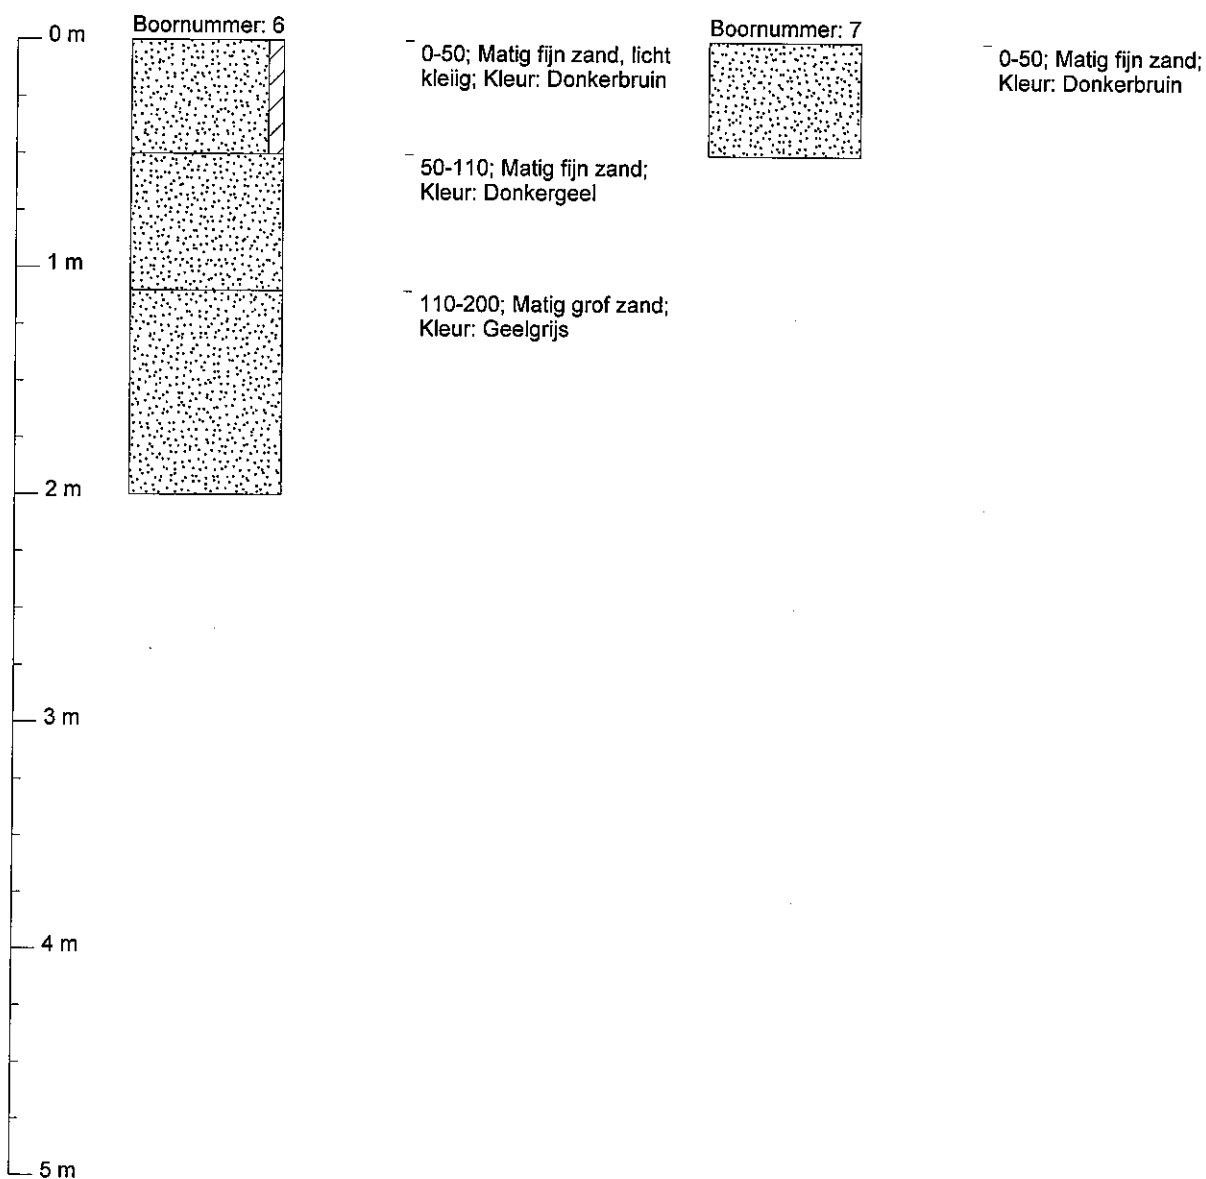 0 m
1 m
2 m
3 m
4 m
5 m
Boornummer: 6
0-50; Matig fijn zand, licht
kleiig; Kleur: Donkerbruin
50-110; Matig fijn zand;
Kleur: Donkergeel
110-200; Matig grof zand;
Kleur: Geelgrijs
Boornummer: 7
0-50; Matig fijn zand;
Kleur: Donkerbruin